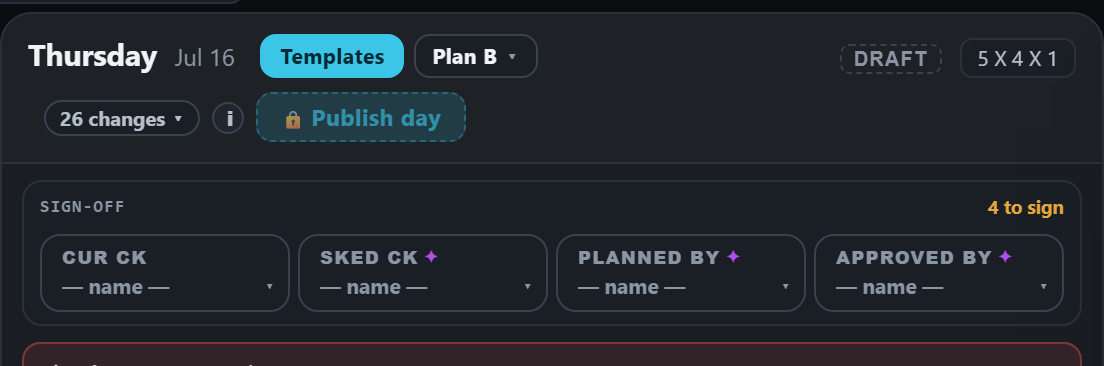 Thursday Jul 16 Templates Plan B DRAFT 5 X 4 X 1
26 changes i Publish day
SIGN-OFF 4 to sign
CUR CK SKED CK PLANNED BY APPROVED BY
— name — — name — — name — — name —